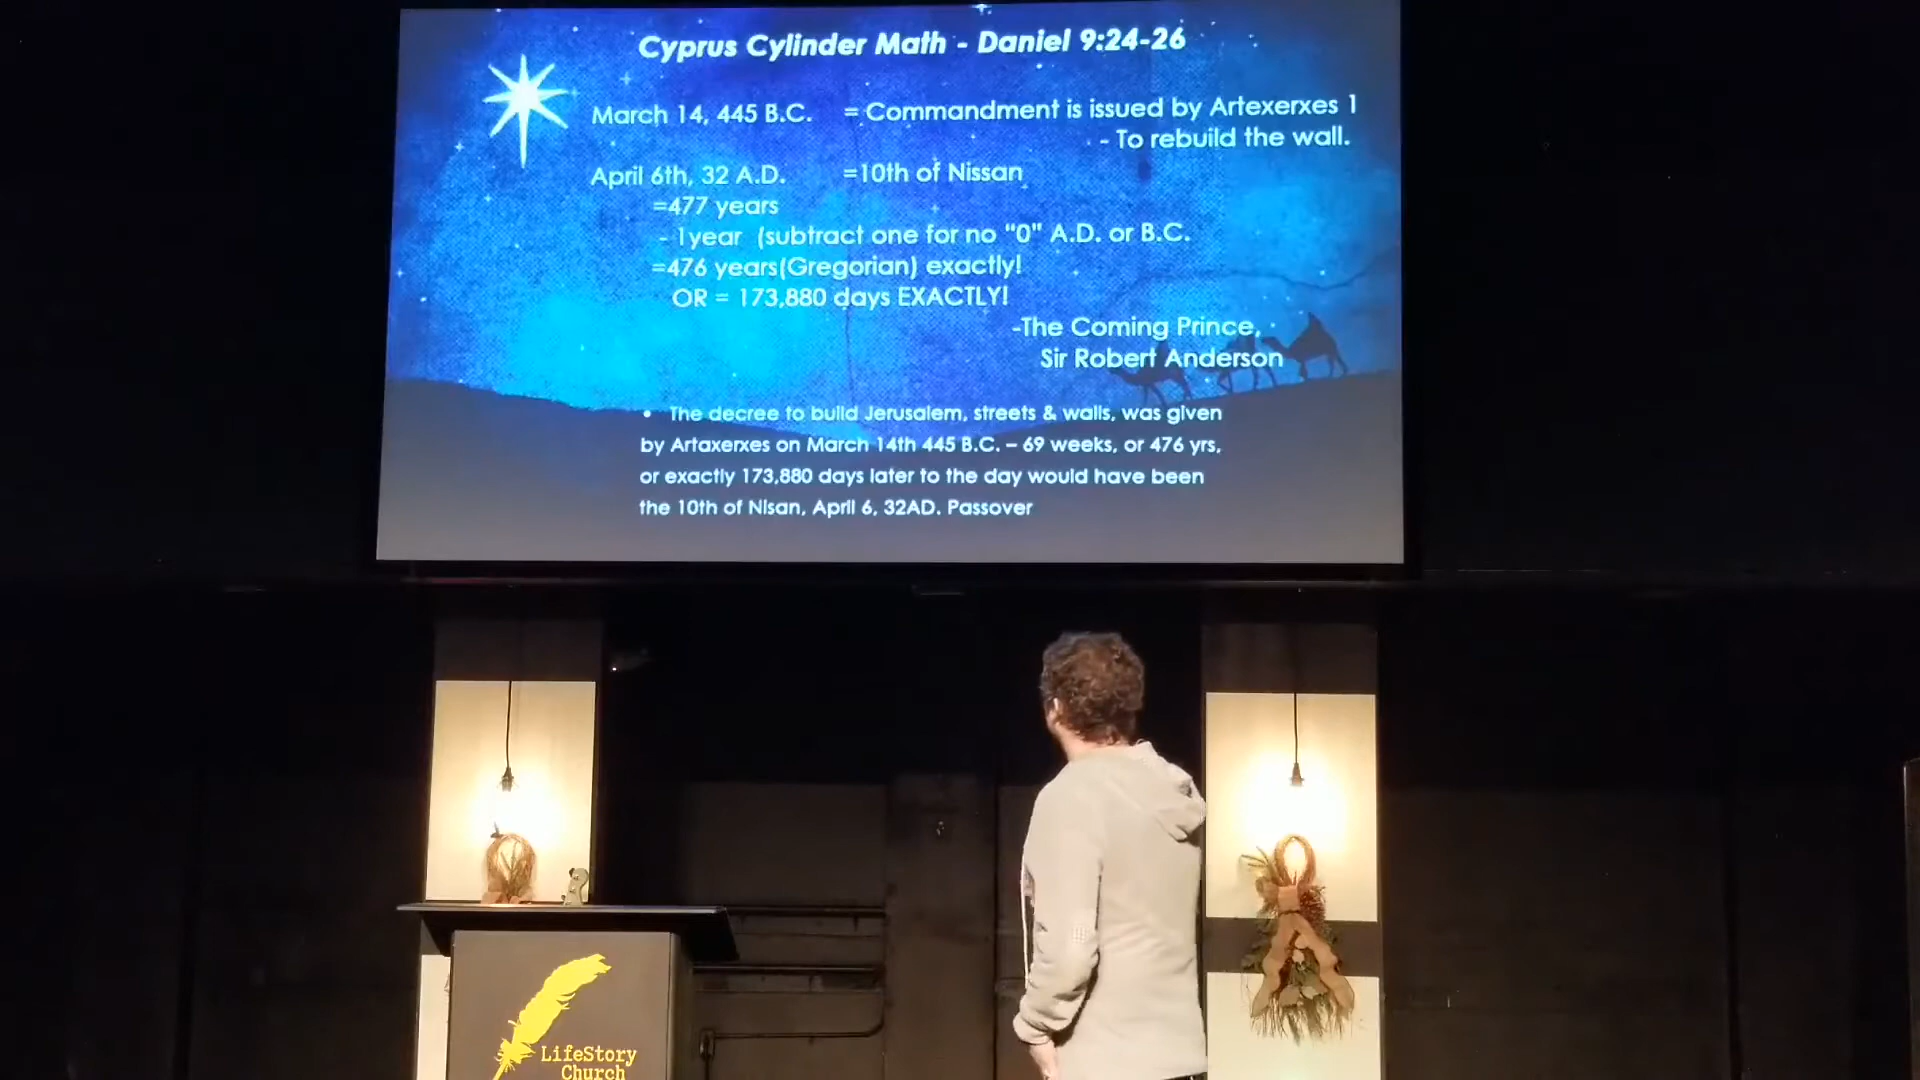 Cyprus Cylinder Math - Daniel 9:24-26
March 14, 445 B.C. = Commandment is issued by Artexerxes 1
- To rebuild the wall.
April 6th, 32 A.D. =10th of Nissan
=477 years
- 1year (subtract one for no "0" A.D. or B.C.
=476 years(Gregorian) exactly!
OR = 173,880 days EXACTLY!
-The Coming Prince,
Sir Robert Anderson
• The decree to build Jerusalem, streets & walls, was given
by Artaxerxes on March 14th 445 B.C. – 69 weeks, or 476 yrs,
or exactly 173,880 days later to the day would have been
the 10th of Nisan, April 6, 32AD. Passover
LifeStory
Church